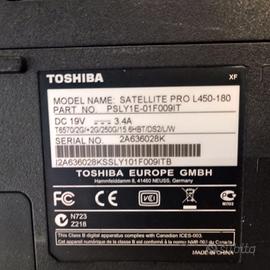 TOSHIBA
XF
MODEL NAME: SATELLITE PRO L450-180
PART NO. PSLY1E-01F009IT
DC 19V 3.4A
T6570/2G/+2G/250G/15.6HBT/DS2/L/W
SERIAL NO. 2A636028K
I2A636028KSSLY101F009ITB
TOSHIBA EUROPE GMBH
Hammfelddamm 8, 41460 NEUSS, GERMANY
N723
Z218
This Class B digital apparatus complies with Canadian ICES-003.
MADE IN CHINA